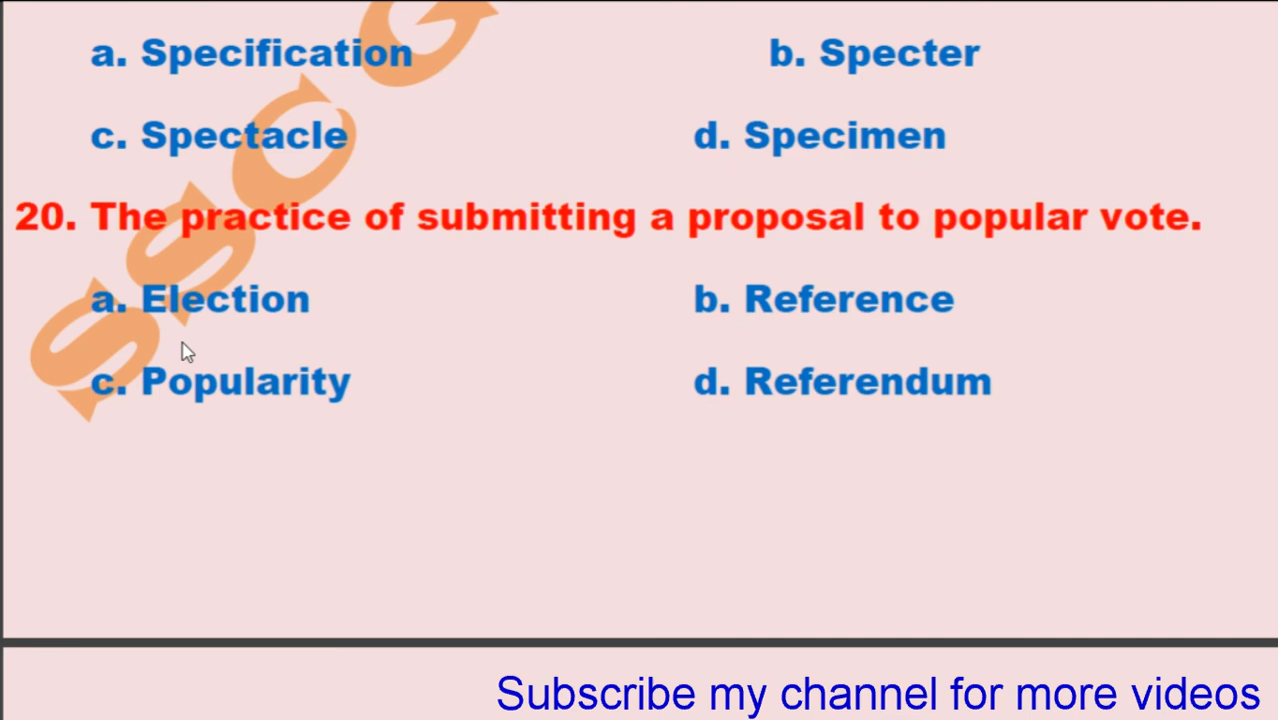 a. Specification b. Specter
c. Spectacle d. Specimen
20. The practice of submitting a proposal to popular vote.
a. Election b. Reference
c. Popularity d. Referendum
SSC G
Subscribe my channel for more videos